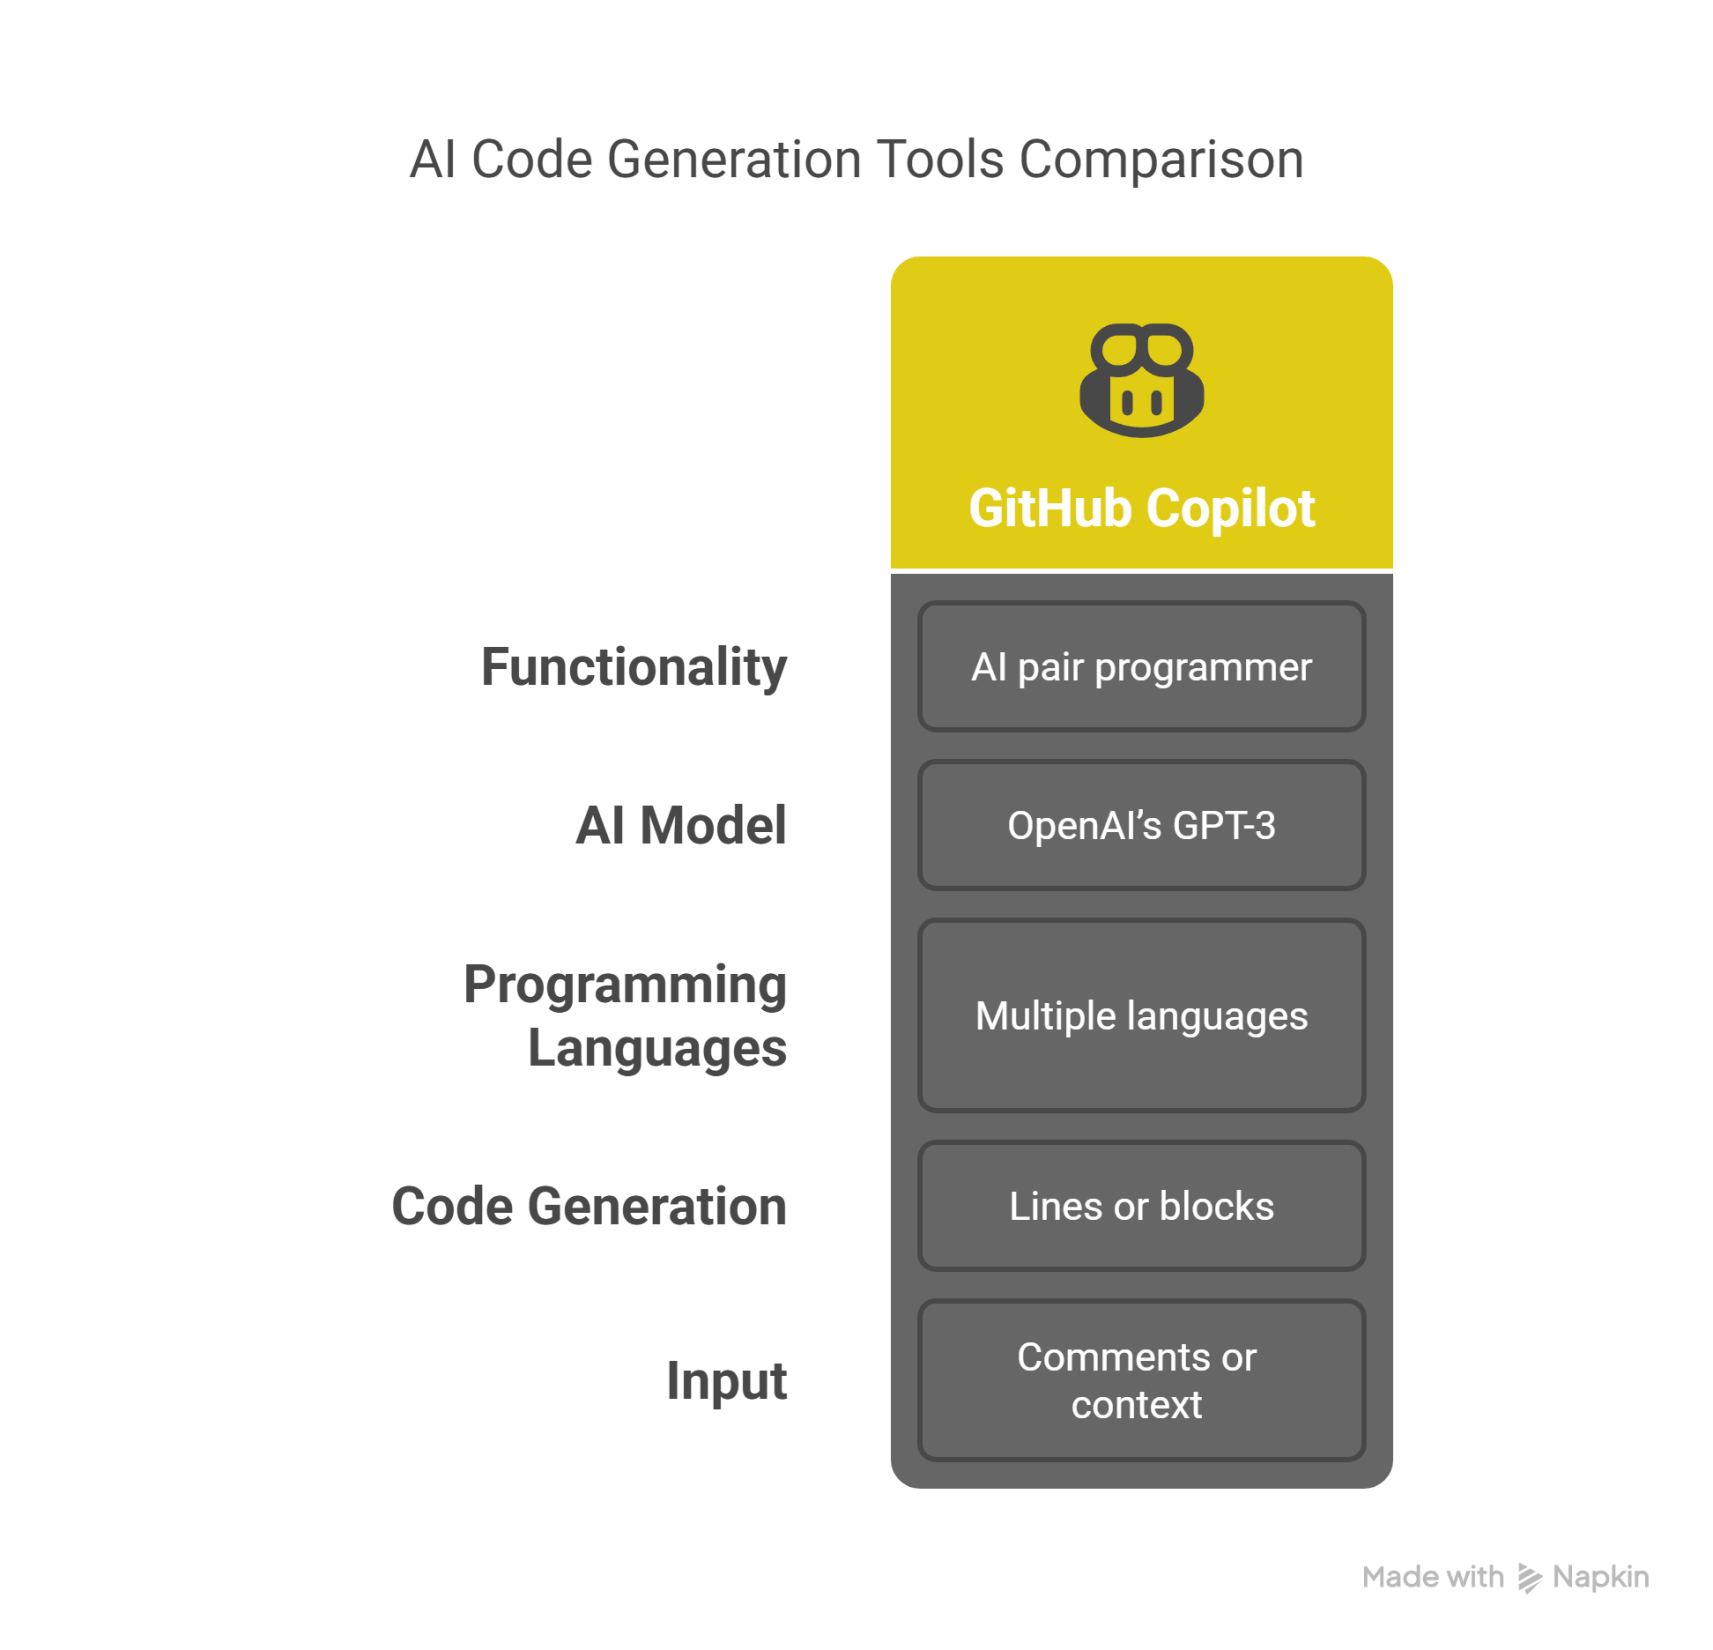 AI Code Generation Tools Comparison
GitHub Copilot
Functionality
AI pair programmer
AI Model
OpenAI’s GPT-3
Programming
Languages
Multiple languages
Code Generation
Lines or blocks
Input
Comments or
context
Made with Napkin